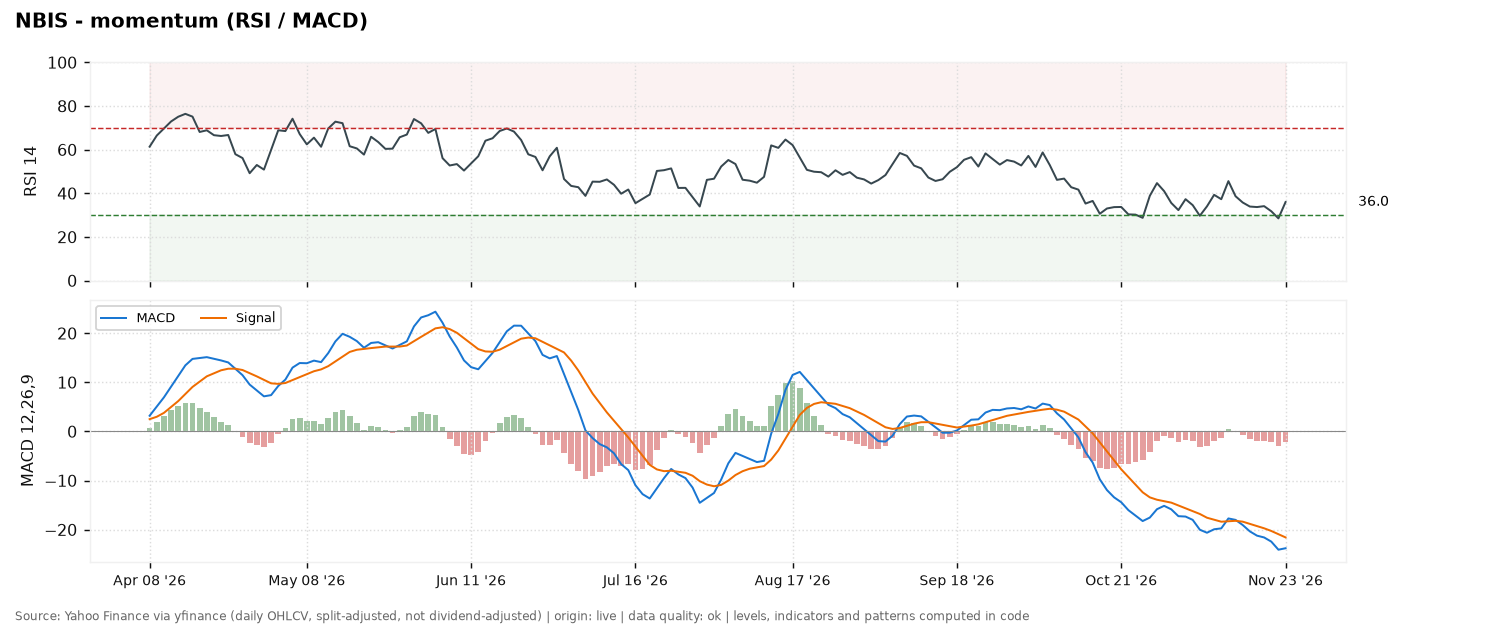 NBIS - momentum (RSI / MACD)
100
80
60
40
20
0
RSI 14
36.0
MACD
Signal
20
10
0
−10
−20
MACD 12,26,9
Apr 08 '26
May 08 '26
Jun 11 '26
Jul 16 '26
Aug 17 '26
Sep 18 '26
Oct 21 '26
Nov 23 '26
Source: Yahoo Finance via yfinance (daily OHLCV, split-adjusted, not dividend-adjusted) | origin: live | data quality: ok | levels, indicators and patterns computed in code